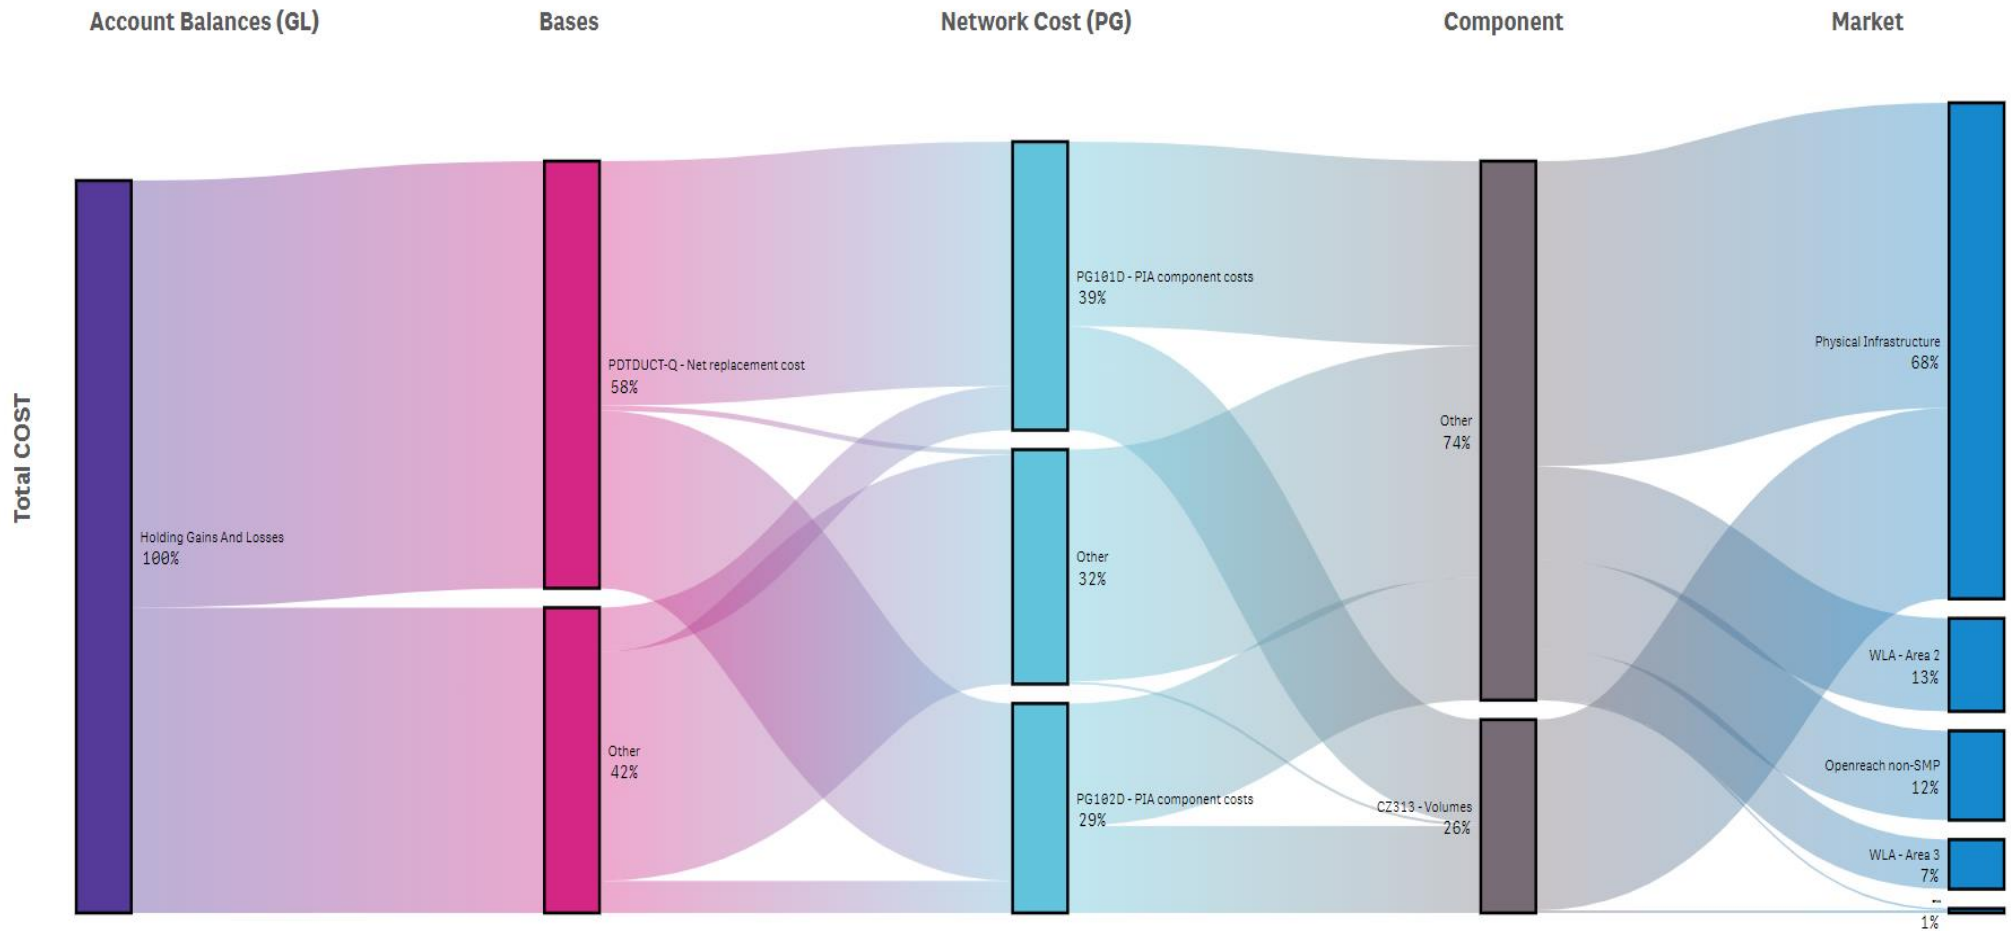 Account Balances (GL)
Bases
Network Cost (PG)
Component
Market
Total COST
Holding Gains And Losses
100%
PDTDUCT-Q - Net replacement cost
58%
Other
42%
PG101D - PIA component costs
39%
Other
32%
PG102D - PIA component costs
29%
Other
74%
CZ313 - Volumes
26%
Physical Infrastructure
68%
WLA - Area 2
13%
Openreach non-SMP
12%
WLA - Area 3
7%
1%